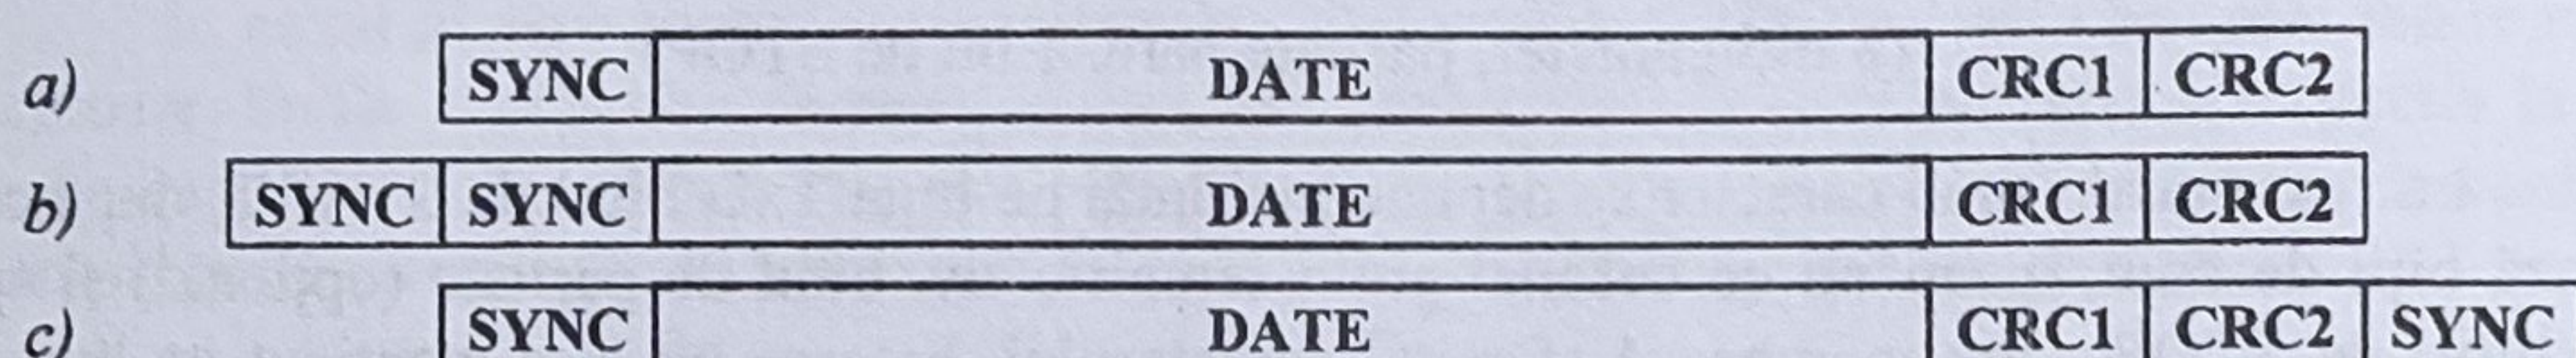 a) SYNC DATE CRC1 CRC2
b) SYNC SYNC DATE CRC1 CRC2
c) SYNC DATE CRC1 CRC2 SYNC